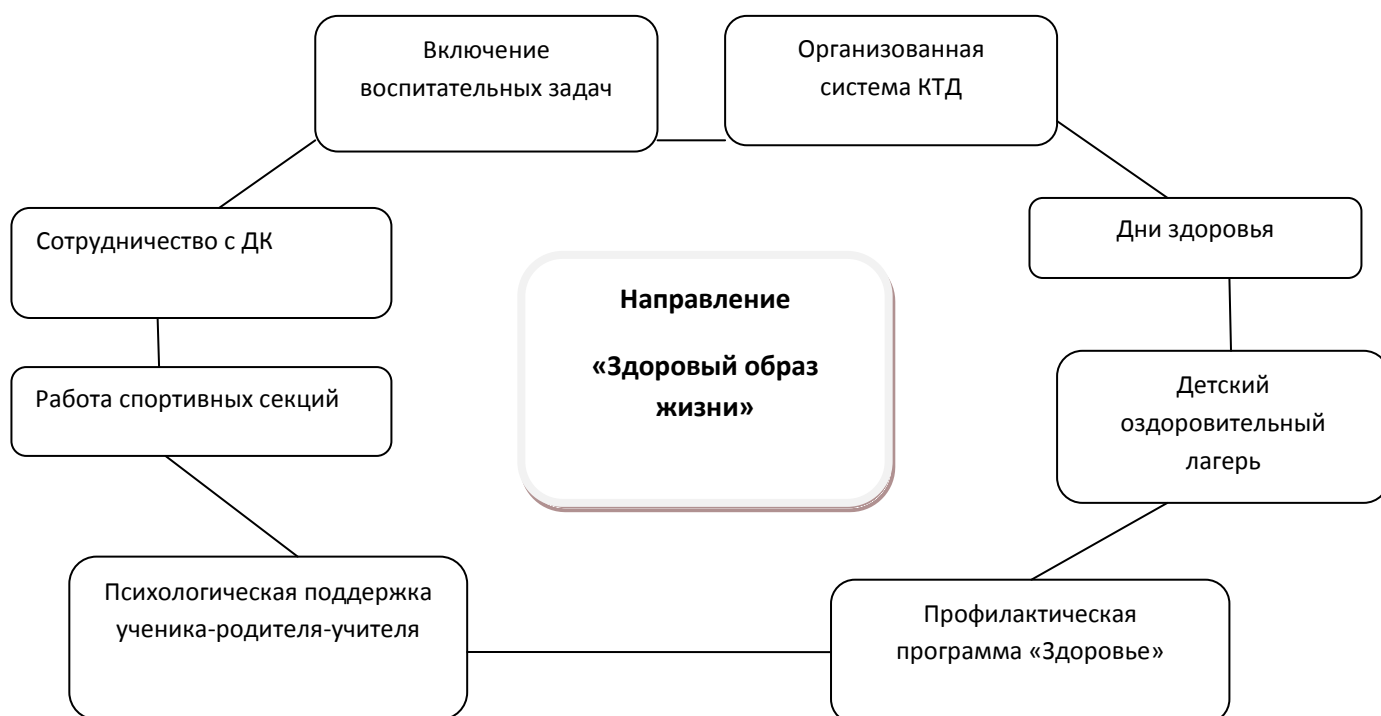 Включение
воспитательных задач
Организованная
система КТД
Сотрудничество с ДК
Дни здоровья
Направление
«Здоровый образ
жизни»
Работа спортивных секций
Детский
оздоровительный
лагерь
Психологическая поддержка
ученика-родителя-учителя
Профилактическая
программа «Здоровье»